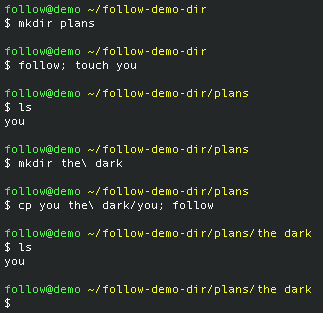 follow@demo ~/follow-demo-dir
$ mkdir plans
follow@demo ~/follow-demo-dir
$ follow; touch you
follow@demo ~/follow-demo-dir/plans
$ ls
you
follow@demo ~/follow-demo-dir/plans
$ mkdir the\ dark
follow@demo ~/follow-demo-dir/plans
$ cp you the\ dark/you; follow
follow@demo ~/follow-demo-dir/plans/the dark
$ ls
you
follow@demo ~/follow-demo-dir/plans/the dark
$